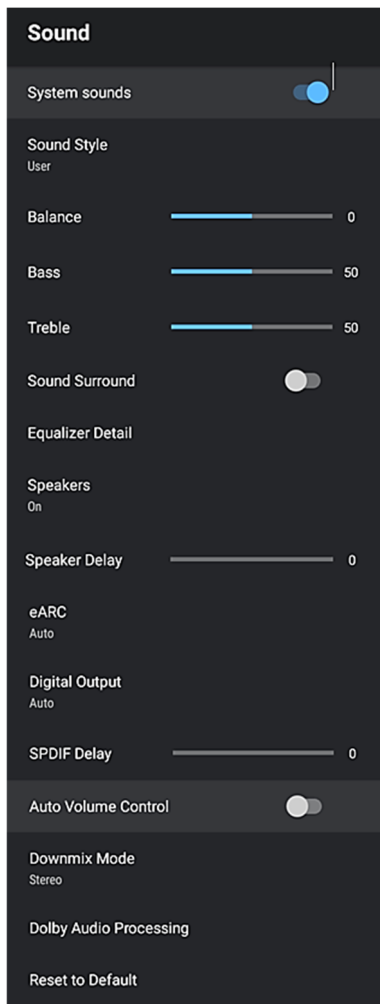 Sound
System sounds
Sound Style
User
Balance 0
Bass 50
Treble 50
Sound Surround
Equalizer Detail
Speakers
On
Speaker Delay 0
eARC
Auto
Digital Output
Auto
SPDIF Delay 0
Auto Volume Control
Downmix Mode
Stereo
Dolby Audio Processing
Reset to Default